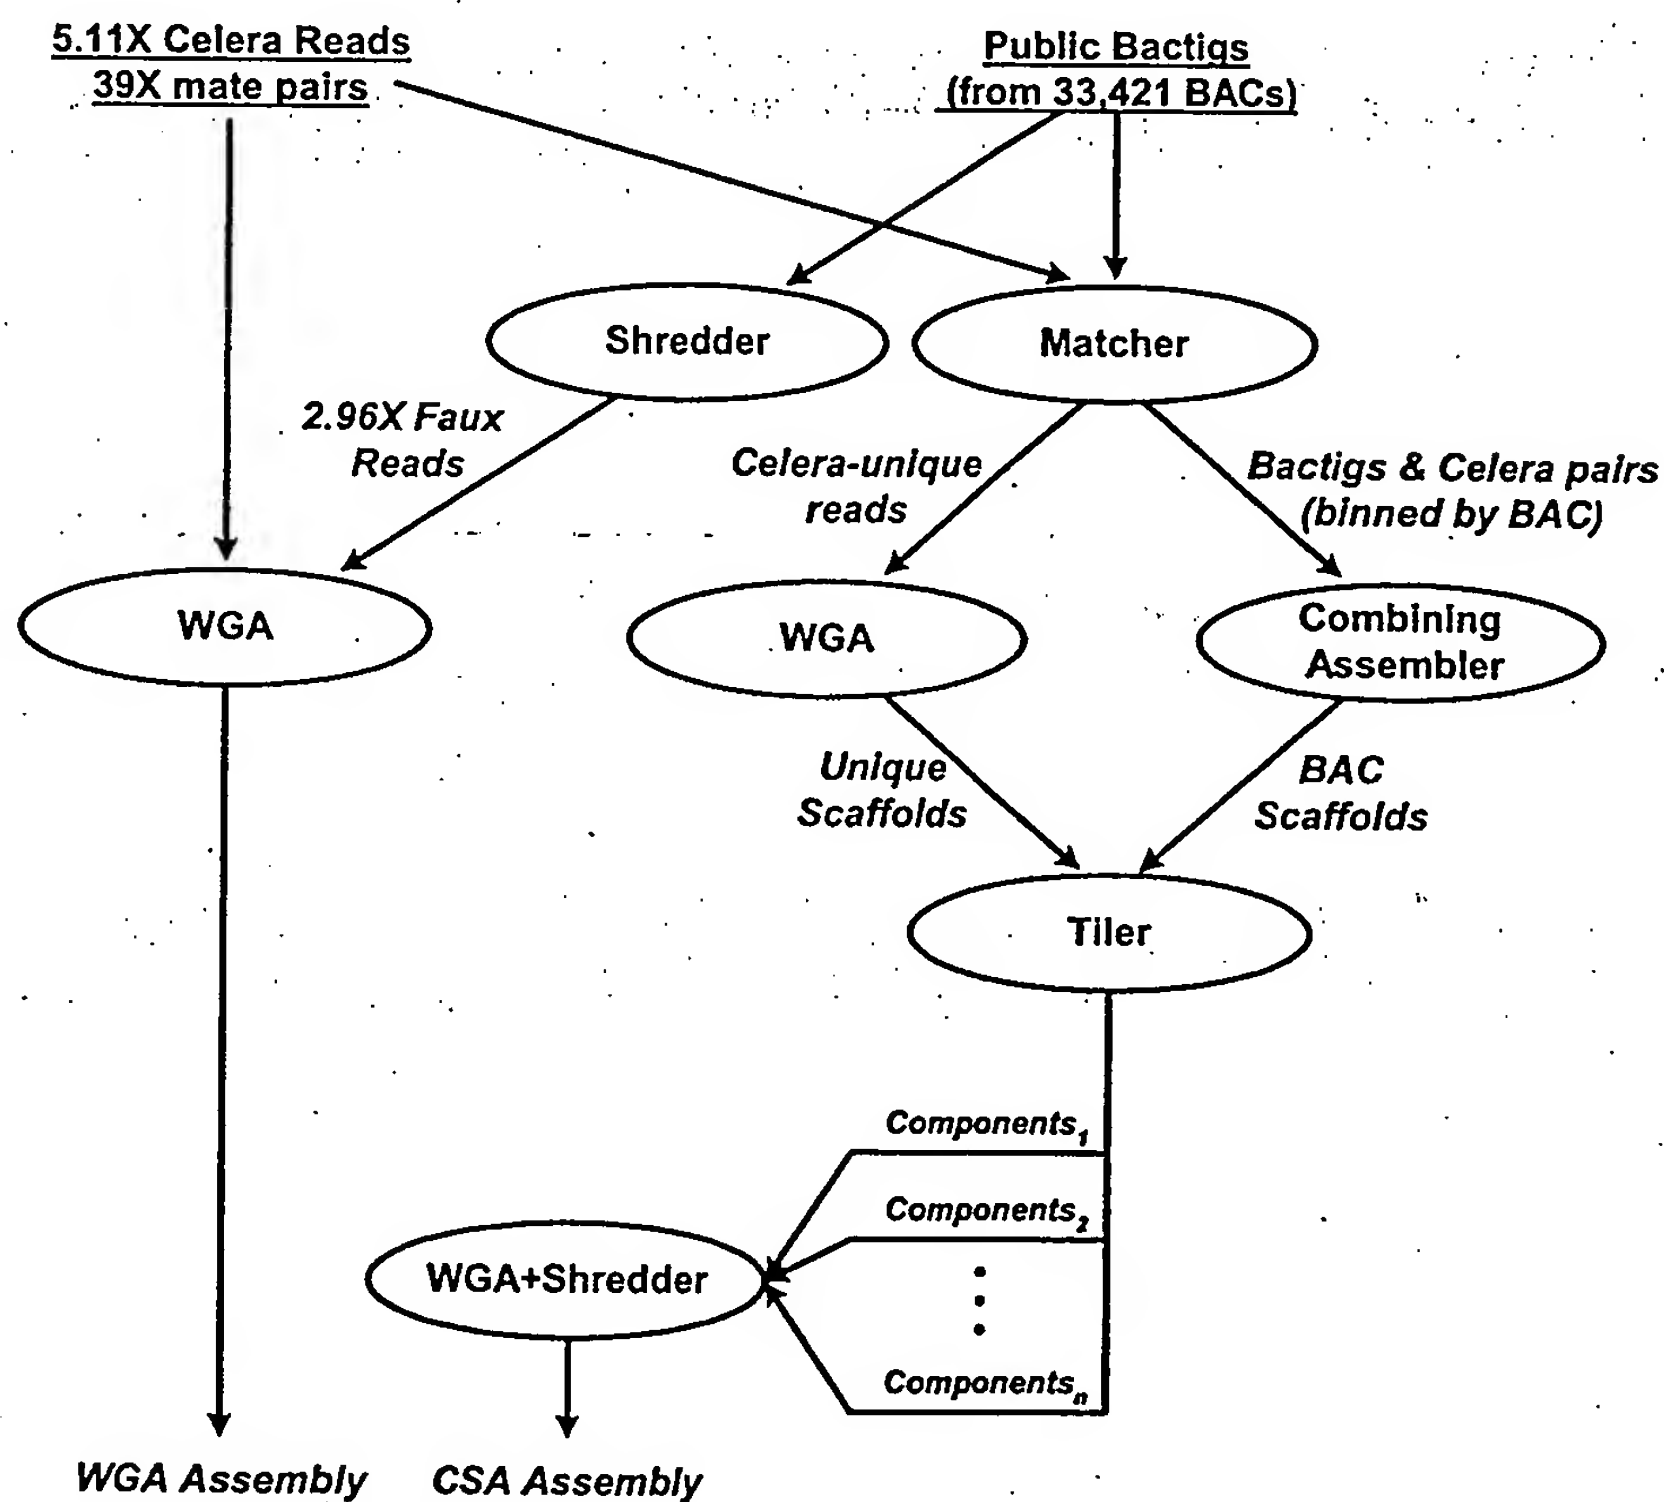 5.11X Celera Reads
39X mate pairs
Public Bactigs
(from 33,421 BACs)
Shredder
Matcher
2.96X Faux
Reads
Celera-unique
reads
Bactigs & Celera pairs
(binned by BAC)
WGA
WGA
Combining
Assembler
Unique
Scaffolds
BAC
Scaffolds
Tiler
Components1
Components2
WGA+Shredder
Componentsn
WGA Assembly
CSA Assembly